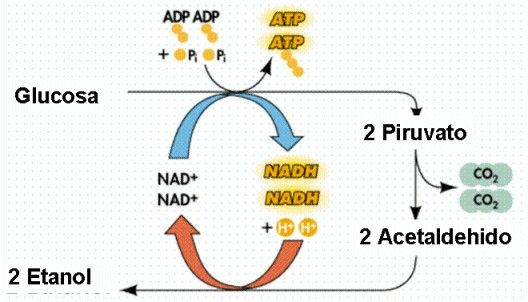 ADP ADP
ATP
ATP
+ Pi Pi
Glucosa
2 Piruvato
NAD+
NAD+
NADH
NADH
+ H+ H+
CO2
CO2
2 Acetaldehido
2 Etanol